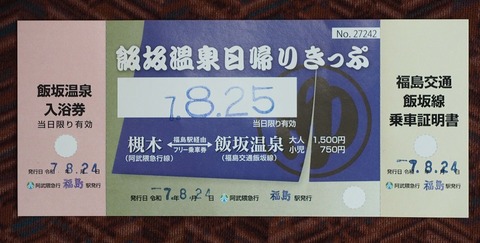 飯坂温泉
入浴券
当日限り有効
発行日 令和 7.8.24
阿武隈急行 福島 駅発行
No. 27242
飯坂温泉日帰りきっぷ
7.8.25
当日限り有効
槻木
(阿武隈急行線)
福島駅経由
フリー乗車券
飯坂温泉
(福島交通飯坂線)
大人 1,500円
小児 750円
発行日 令和 7年8月24日
阿武隈急行 福島 駅発行
福島交通
飯坂線
乗車証明書
発行日 令和 7.8.24
阿武隈急行 福島 駅発行